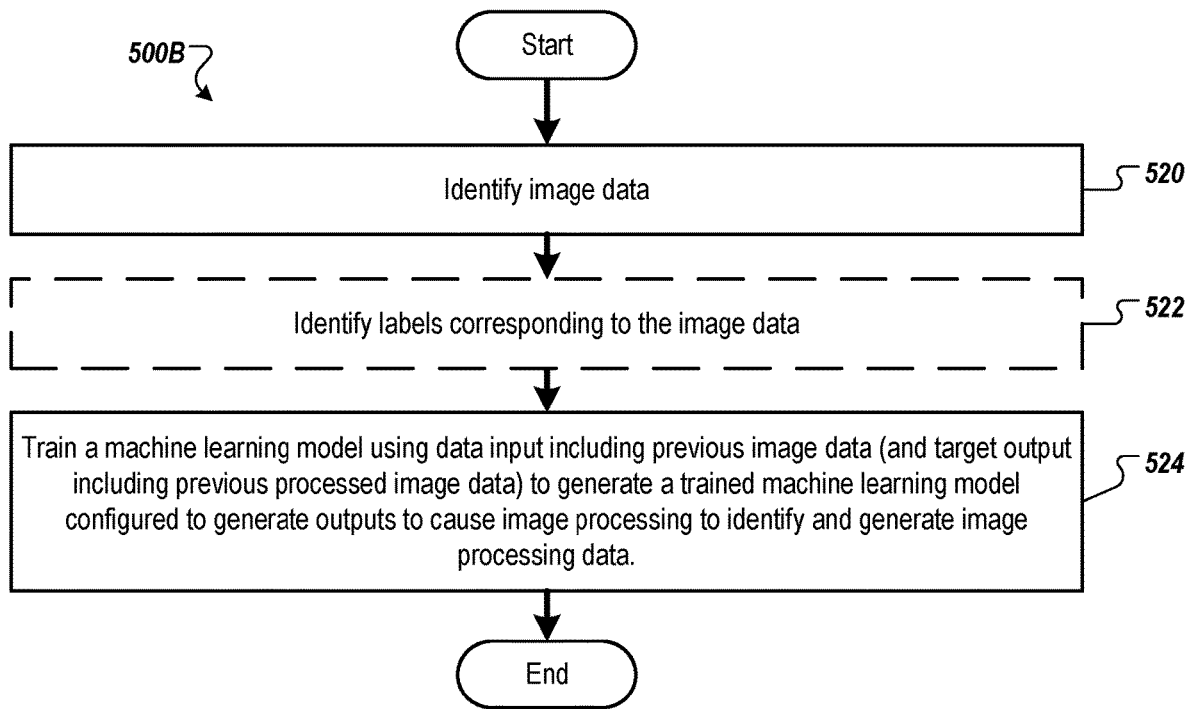 Start
500B
Identify image data
520
Identify labels corresponding to the image data
522
Train a machine learning model using data input including previous image data (and target output
including previous processed image data) to generate a trained machine learning model
configured to generate outputs to cause image processing to identify and generate image
processing data.
524
End